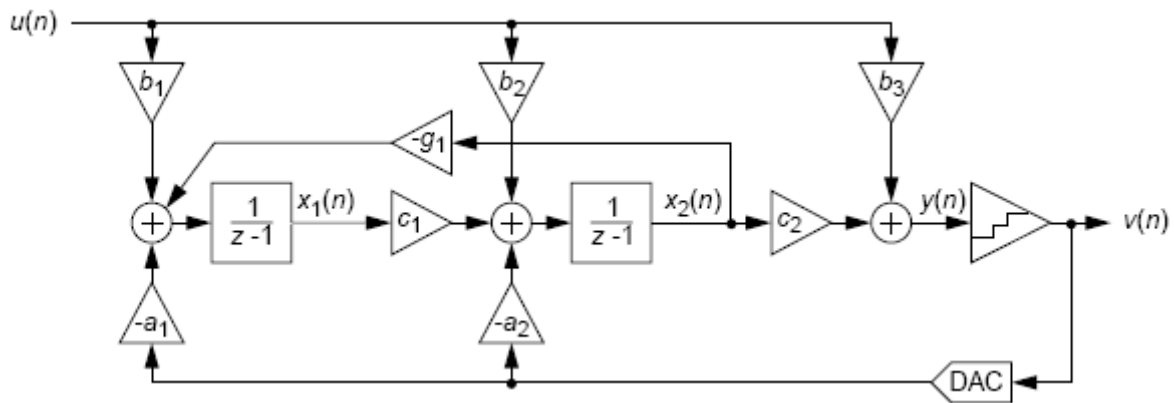 u(n)
b1
b2
b3
-g1
1
z -1
x1(n)
c1
1
z -1
x2(n)
c2
y(n)
v(n)
-a1
-a2
DAC